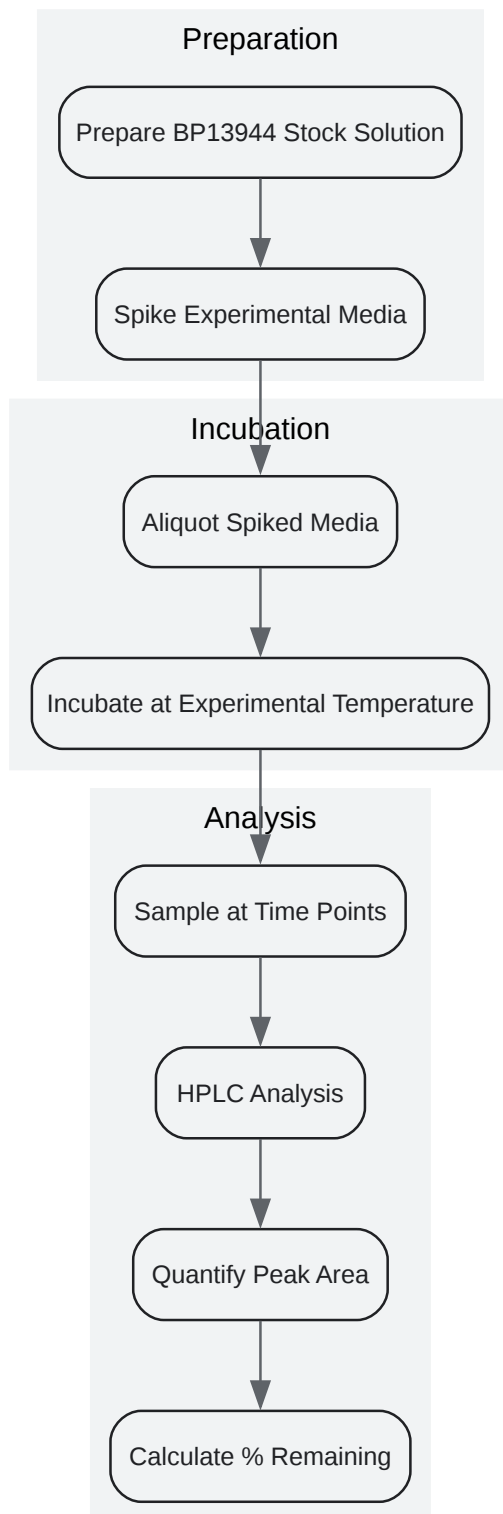 Preparation
Prepare BP13944 Stock Solution
Spike Experimental Media
Incubation
Aliquot Spiked Media
Incubate at Experimental Temperature
Analysis
Sample at Time Points
HPLC Analysis
Quantify Peak Area
Calculate % Remaining